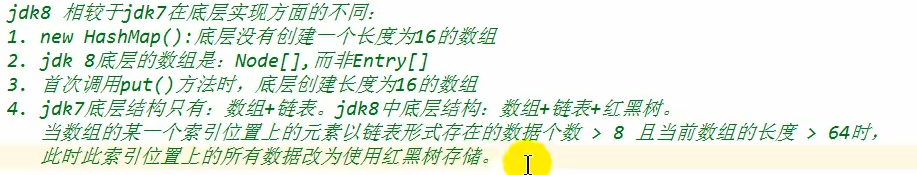 jdk8 相较于jdk7在底层实现方面的不同：
1. new HashMap():底层没有创建一个长度为16的数组
2. jdk 8底层的数组是：Node[],而非Entry[]
3. 首次调用put()方法时，底层创建长度为16的数组
4. jdk7底层结构只有：数组+链表。jdk8中底层结构：数组+链表+红黑树。
当数组的某一个索引位置上的元素以链表形式存在的数据个数 > 8 且当前数组的长度 > 64时，
此时此索引位置上的所有数据改为使用红黑树存储。